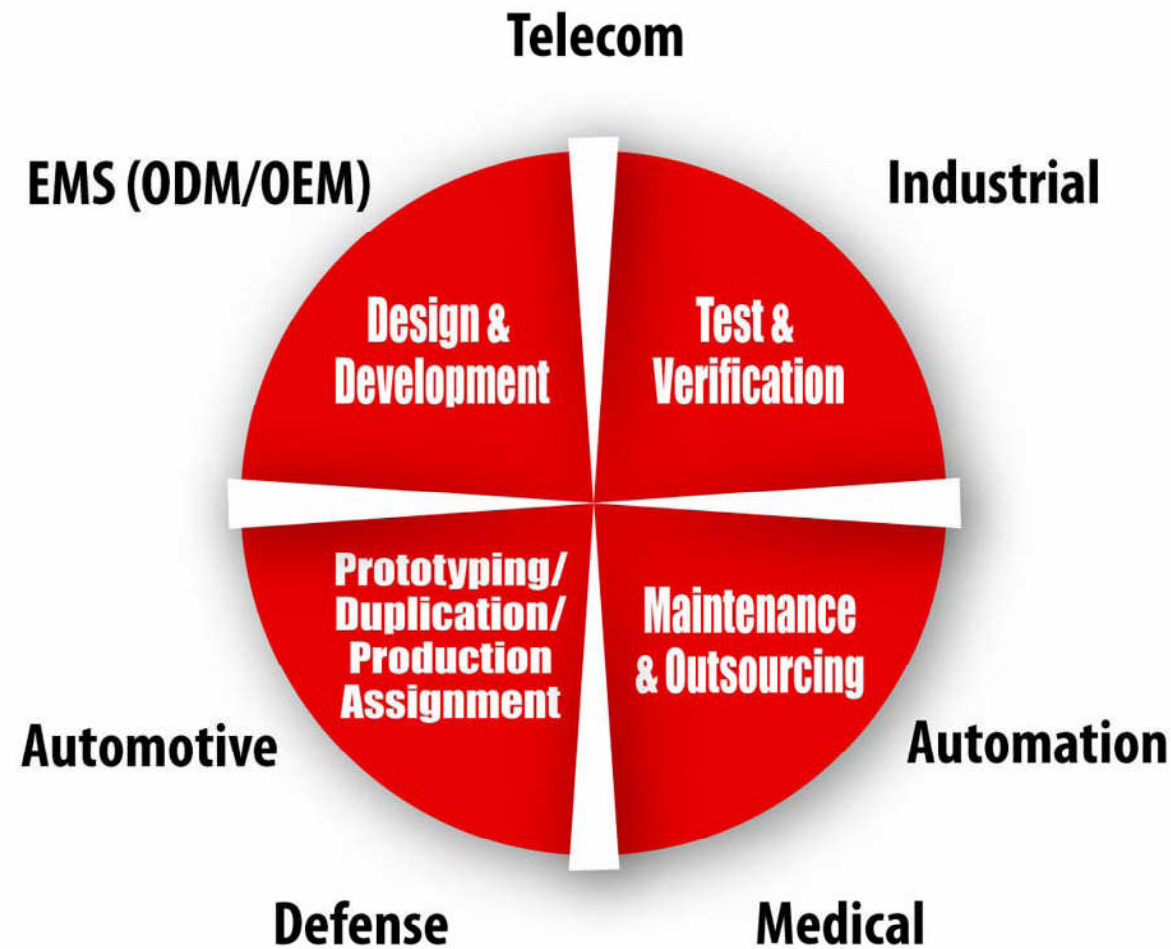 Telecom
EMS (ODM/OEM)
Industrial
Design &
Development
Test &
Verification
Prototyping/
Duplication/
Production
Assignment
Maintenance
& Outsourcing
Automotive
Automation
Defense
Medical